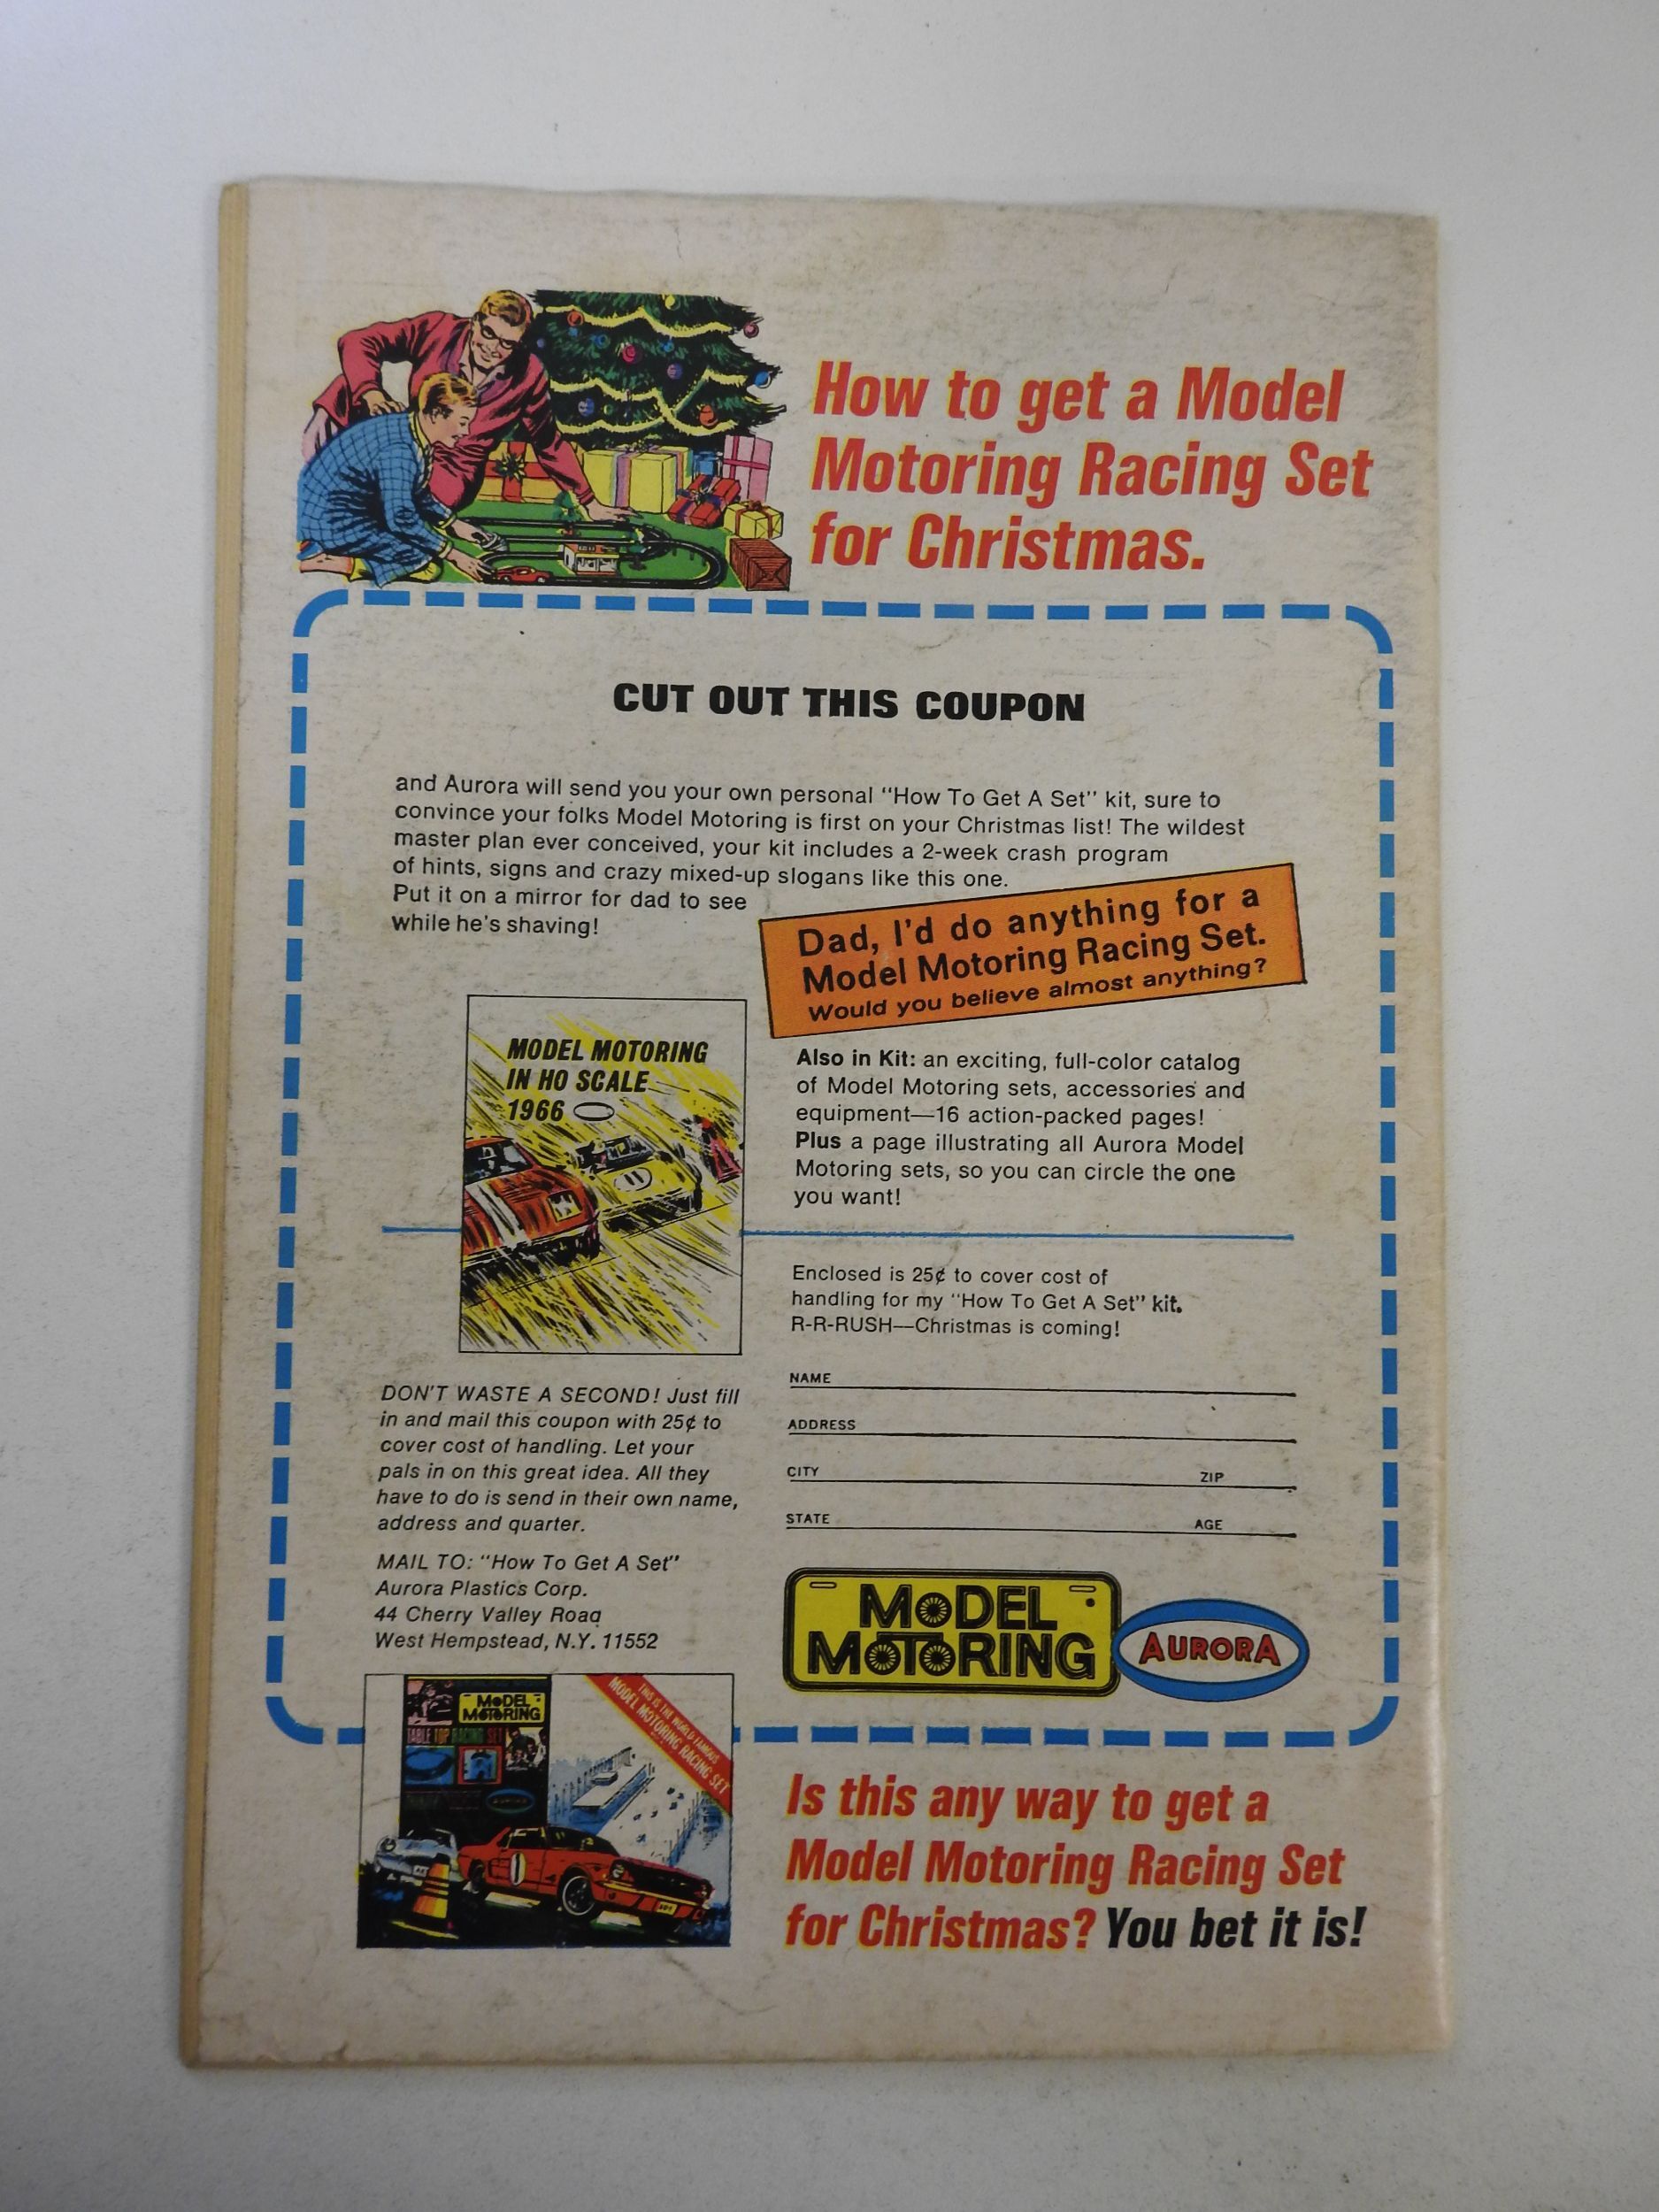 How to get a Model
Motoring Racing Set
for Christmas.
CUT OUT THIS COUPON
and Aurora will send you your own personal "How To Get A Set" kit, sure to
convince your folks Model Motoring is first on your Christmas list! The wildest
master plan ever conceived, your kit includes a 2-week crash program
of hints, signs and crazy mixed-up slogans like this one.
Put it on a mirror for dad to see
while he's shaving!
Dad, I'd do anything for a
Model Motoring Racing Set.
Would you believe almost anything?
MODEL MOTORING
IN HO SCALE
1966
11
Also in Kit: an exciting, full-color catalog
of Model Motoring sets, accessories and
equipment—16 action-packed pages!
Plus a page illustrating all Aurora Model
Motoring sets, so you can circle the one
you want!
Enclosed is 25¢ to cover cost of
handling for my "How To Get A Set" kit.
R-R-RUSH—Christmas is coming!
NAME
ADDRESS
CITY ZIP
STATE AGE
DON'T WASTE A SECOND! Just fill
in and mail this coupon with 25¢ to
cover cost of handling. Let your
pals in on this great idea. All they
have to do is send in their own name,
address and quarter.
MAIL TO: "How To Get A Set"
Aurora Plastics Corp.
44 Cherry Valley Road
West Hempstead, N.Y. 11552
MODEL
MOTORING
AURORA
MODEL
MOTORING
TABLE TOP RACING SET
THIS IS THE WORLD FAMOUS
MODEL MOTORING RACING SET
1
Is this any way to get a
Model Motoring Racing Set
for Christmas? You bet it is!